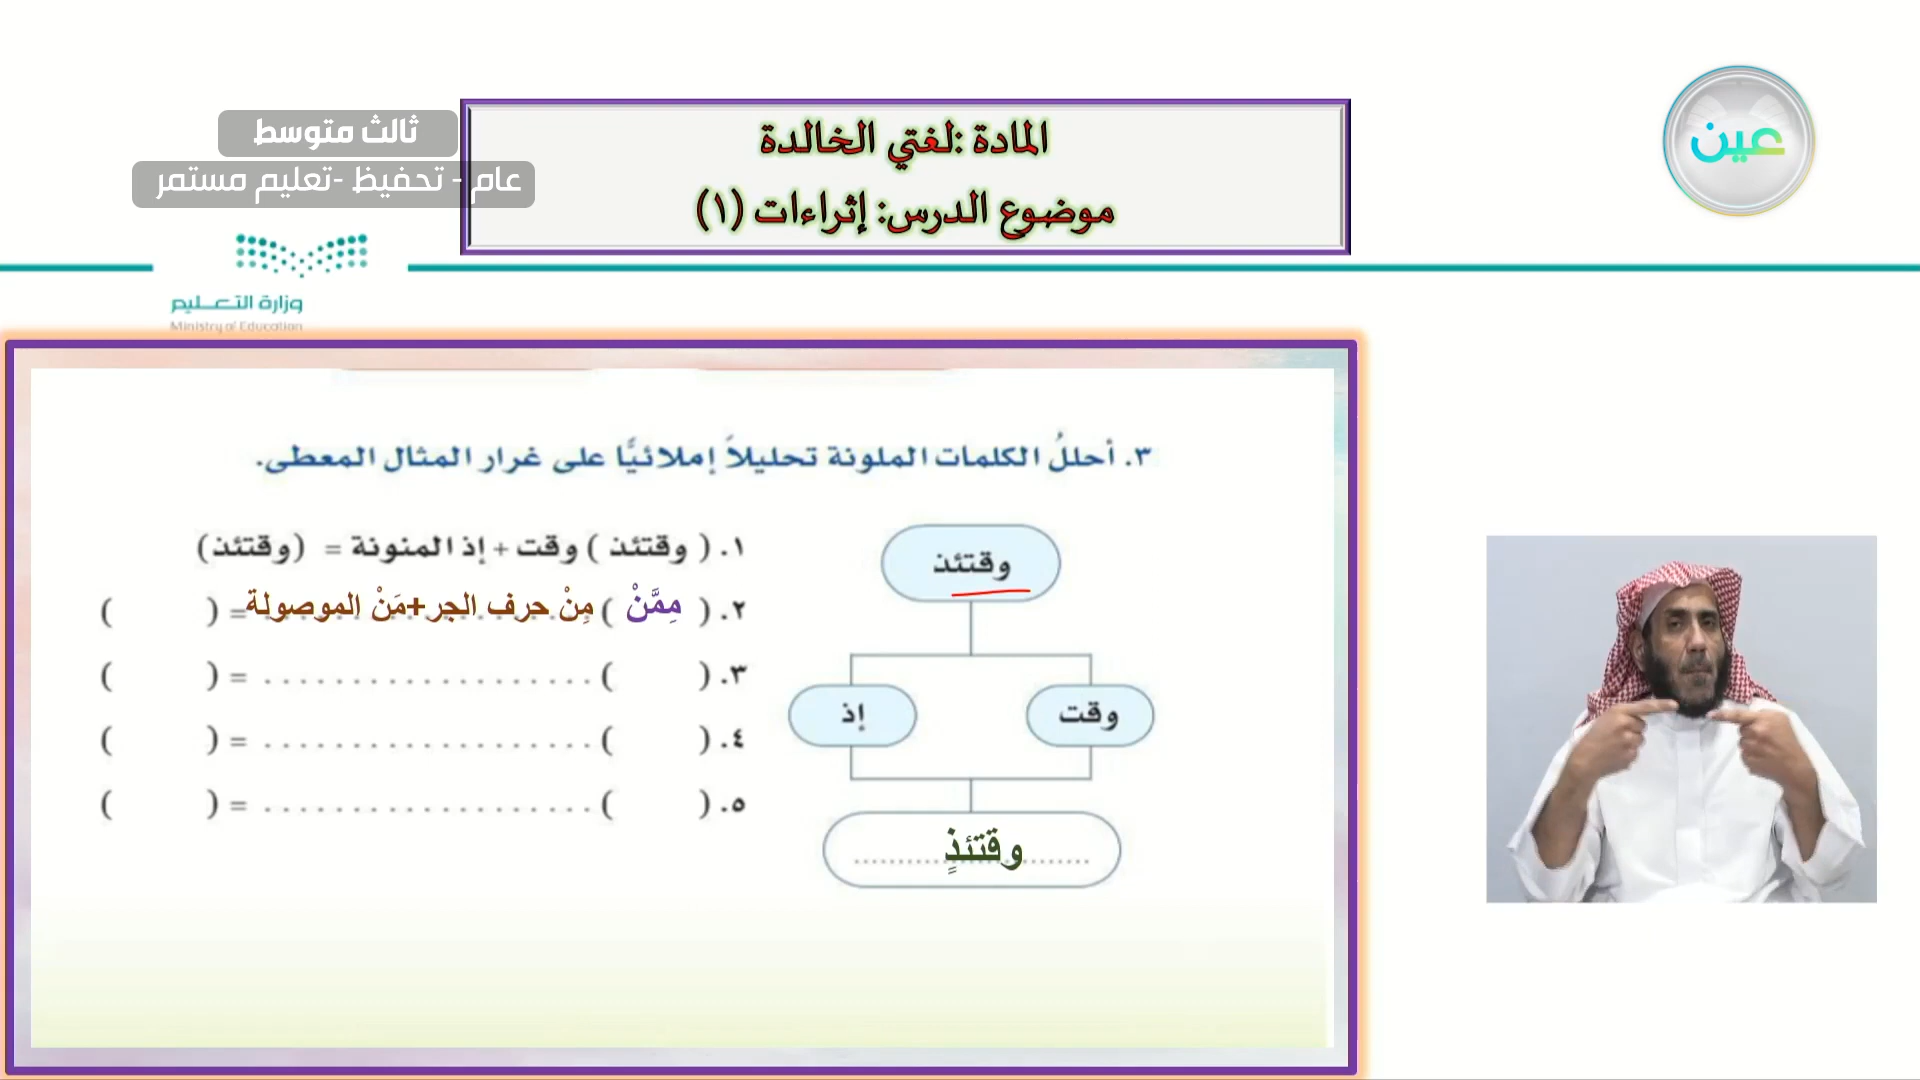 المادة :لغتي الخالدة
موضوع الدرس: إثراءات (١)
عين
ثالث متوسط
عام - تحفيظ -تعليم مستمر
وزارة التعـــليم
Ministry of Education
٣. أحللُ الكلمات الملونة تحليلاً إملائيًّا على غرار المثال المعطى.
١. ( وقتئذ ) وقت + إذ المنونة = (وقتئذ)
٢. ( مِمَّنْ ) مِنْ حرف الجر+مَنْ الموصولة= ( )
٣. ( ) .................... = ( )
٤. ( ) .................... = ( )
٥. ( ) .................... = ( )
وقتئذ
وقت
إذ
وقتئذٍ